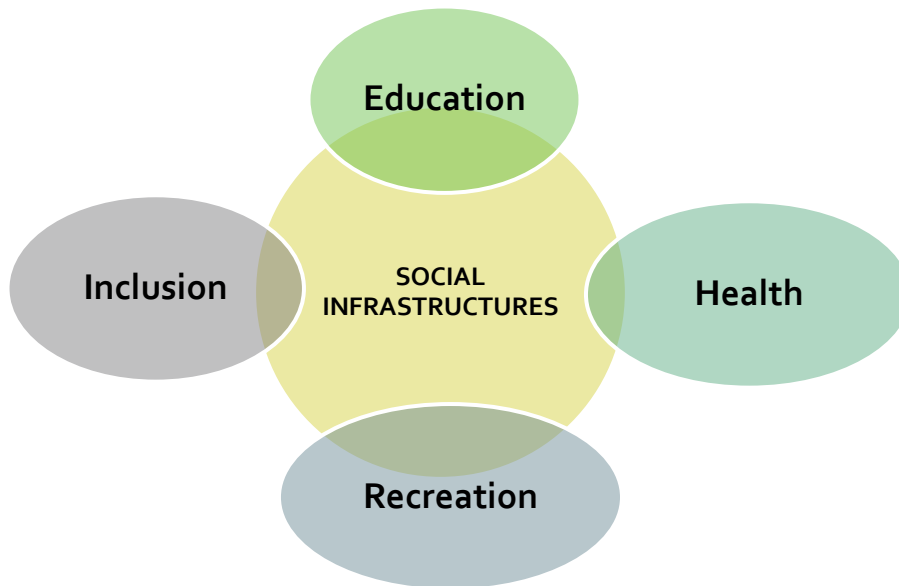 Education
Inclusion
SOCIAL
INFRASTRUCTURES
Health
Recreation